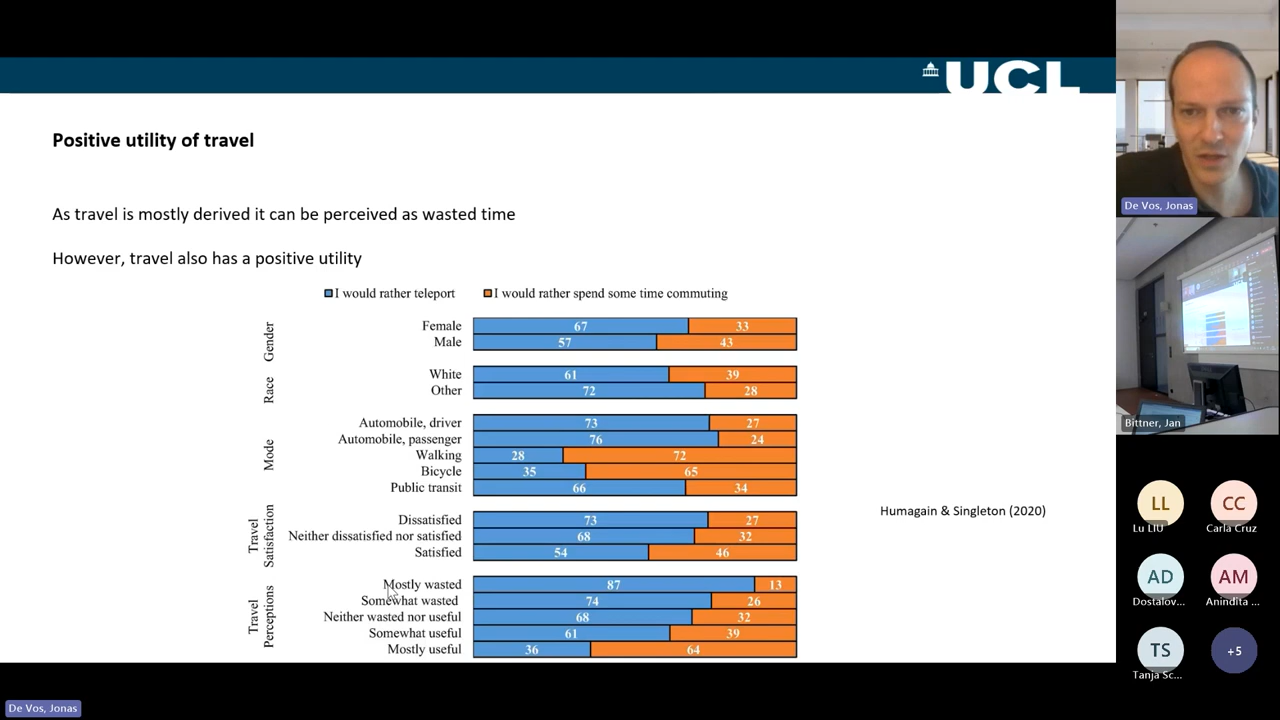 UCL
Positive utility of travel
As travel is mostly derived it can be perceived as wasted time
However, travel also has a positive utility
I would rather teleport I would rather spend some time commuting
Gender
Female 67 33
Male 57 43
Race
White 61 39
Other 72 28
Mode
Automobile, driver 73 27
Automobile, passenger 76 24
Walking 28 72
Bicycle 35 65
Public transit 66 34
Travel
Satisfaction
Dissatisfied 73 27
Neither dissatisfied nor satisfied 68 32
Satisfied 54 46
Travel
Perceptions
Mostly wasted 87 13
Somewhat wasted 74 26
Neither wasted nor useful 68 32
Somewhat useful 61 39
Mostly useful 36 64
Humagain & Singleton (2020)
De Vos, Jonas
Bittner, Jan
LL
Lu LIU
CC
Carla Cruz
AD
Dostalov...
AM
Anindita ...
TS
Tanja Sc...
+5
De Vos, Jonas